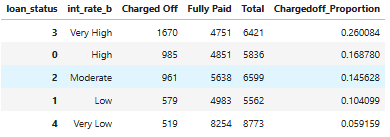 loan_status int_rate_b Charged Off Fully Paid Total Chargedoff_Proportion
3 Very High 1670 4751 6421 0.260084
0 High 985 4851 5836 0.168780
2 Moderate 961 5638 6599 0.145628
1 Low 579 4983 5562 0.104099
4 Very Low 519 8254 8773 0.059159